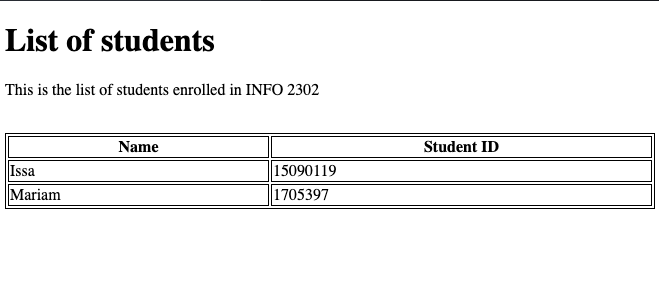 List of students
This is the list of students enrolled in INFO 2302
Name Student ID
Issa 15090119
Mariam 1705397